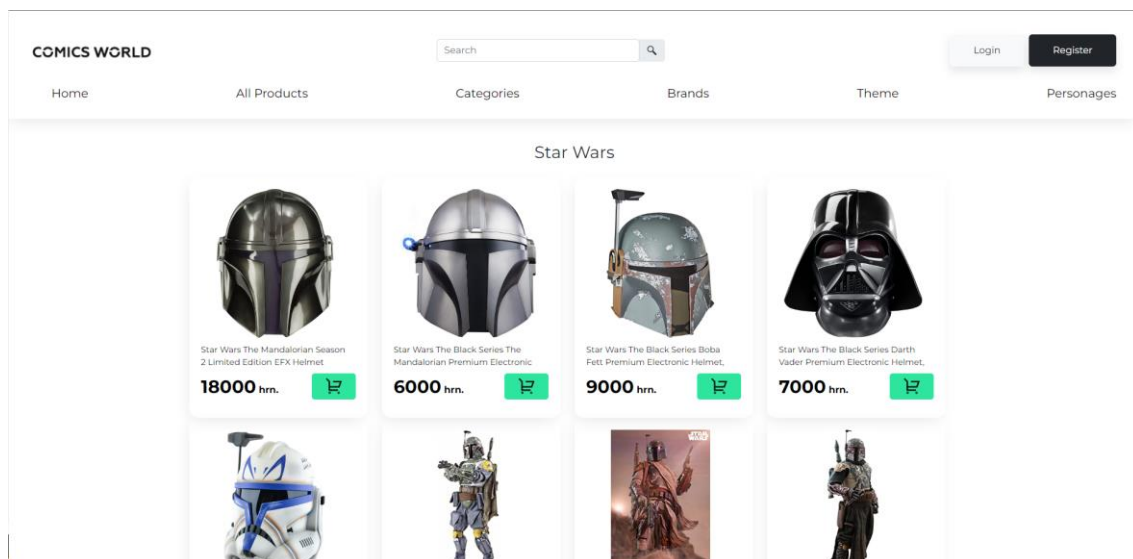 COMICS WORLD
Search
Login
Register
Home
All Products
Categories
Brands
Theme
Personages
Star Wars
Star Wars The Mandalorian Season
2 Limited Edition EFX Helmet
18000 hrn.
Star Wars The Black Series The
Mandalorian Premium Electronic
6000 hrn.
Star Wars The Black Series Boba
Fett Premium Electronic Helmet,
9000 hrn.
Star Wars The Black Series Darth
Vader Premium Electronic Helmet,
7000 hrn.
STAR
WARS